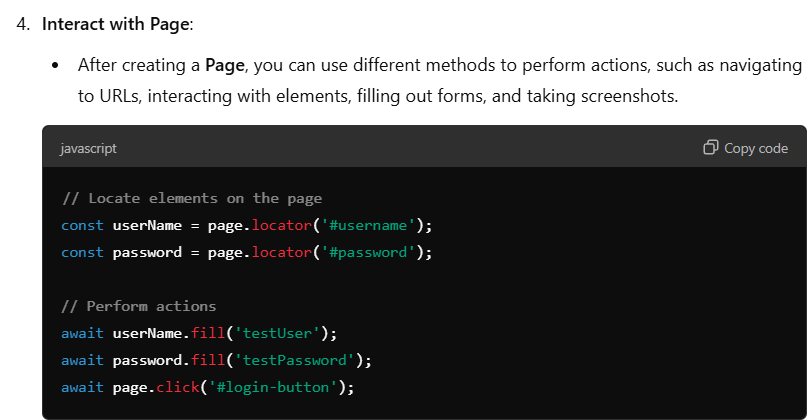 4. Interact with Page:
• After creating a Page, you can use different methods to perform actions, such as navigating
to URLs, interacting with elements, filling out forms, and taking screenshots.
javascript Copy code
// Locate elements on the page
const userName = page.locator('#username');
const password = page.locator('#password');
// Perform actions
await userName.fill('testUser');
await password.fill('testPassword');
await page.click('#login-button');